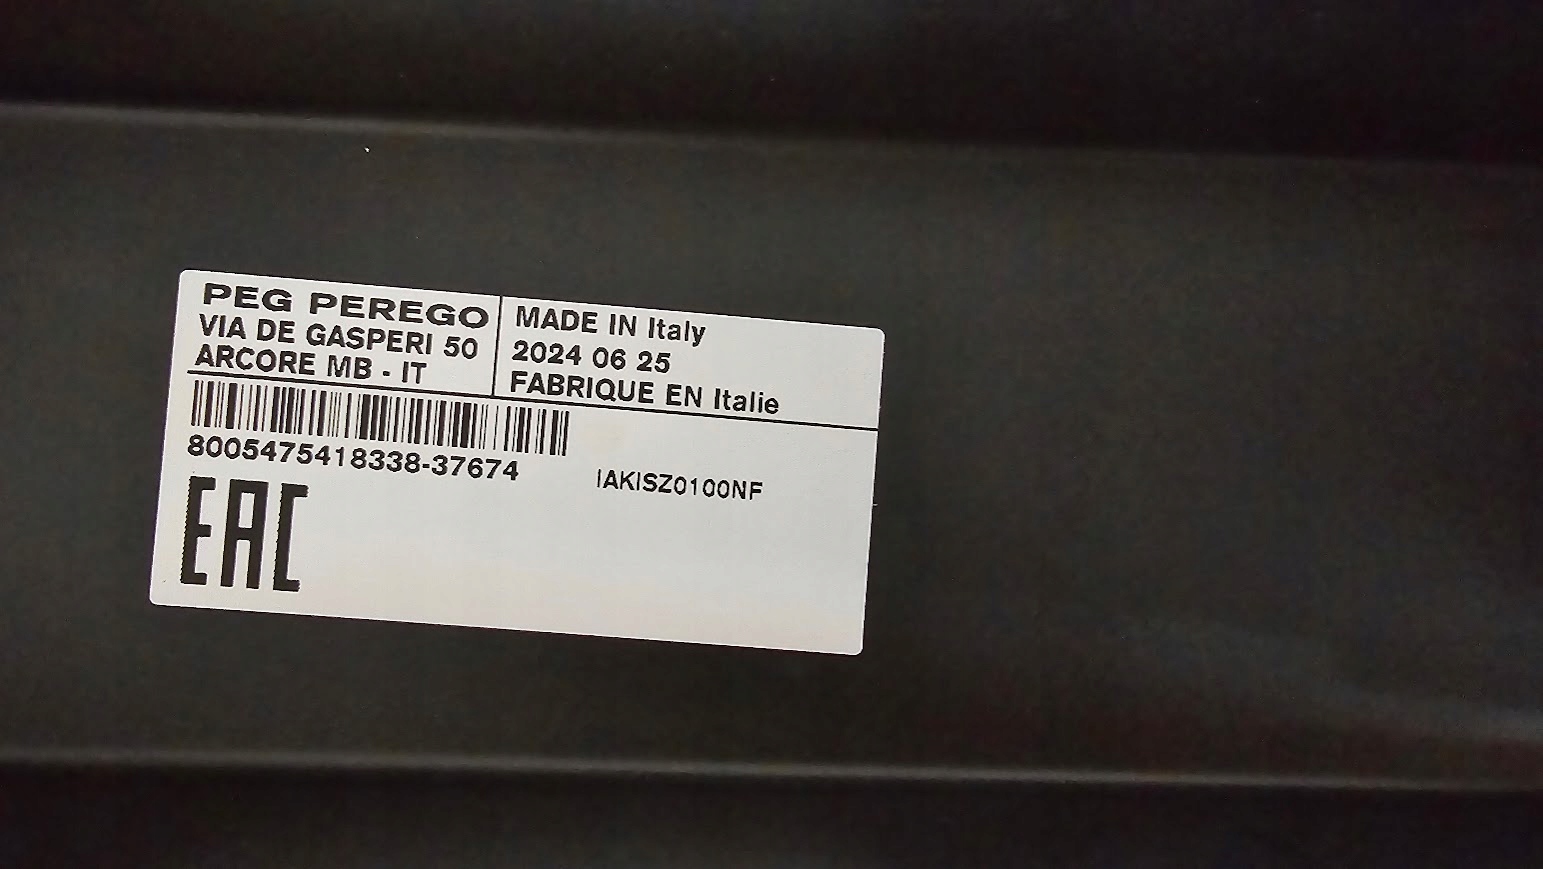 PEG PEREGO
VIA DE GASPERI 50
ARCORE MB - IT
MADE IN Italy
2024 06 25
FABRIQUE EN Italie
8005475418338-37674
IAKISZ0100NF
EAC